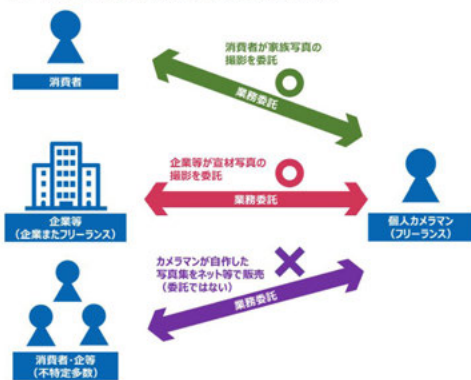 消費者が家族写真の
撮影を委託
消費者
業務委託
企業等が宣材写真の
撮影を委託
業務委託
企業等
(企業またフリーランス)
個人カメラマン
(フリーランス)
カメラマンが自作した
写真集をネット等で販売
(委託ではない)
業務委託
消費者・企等
(不特定多数)